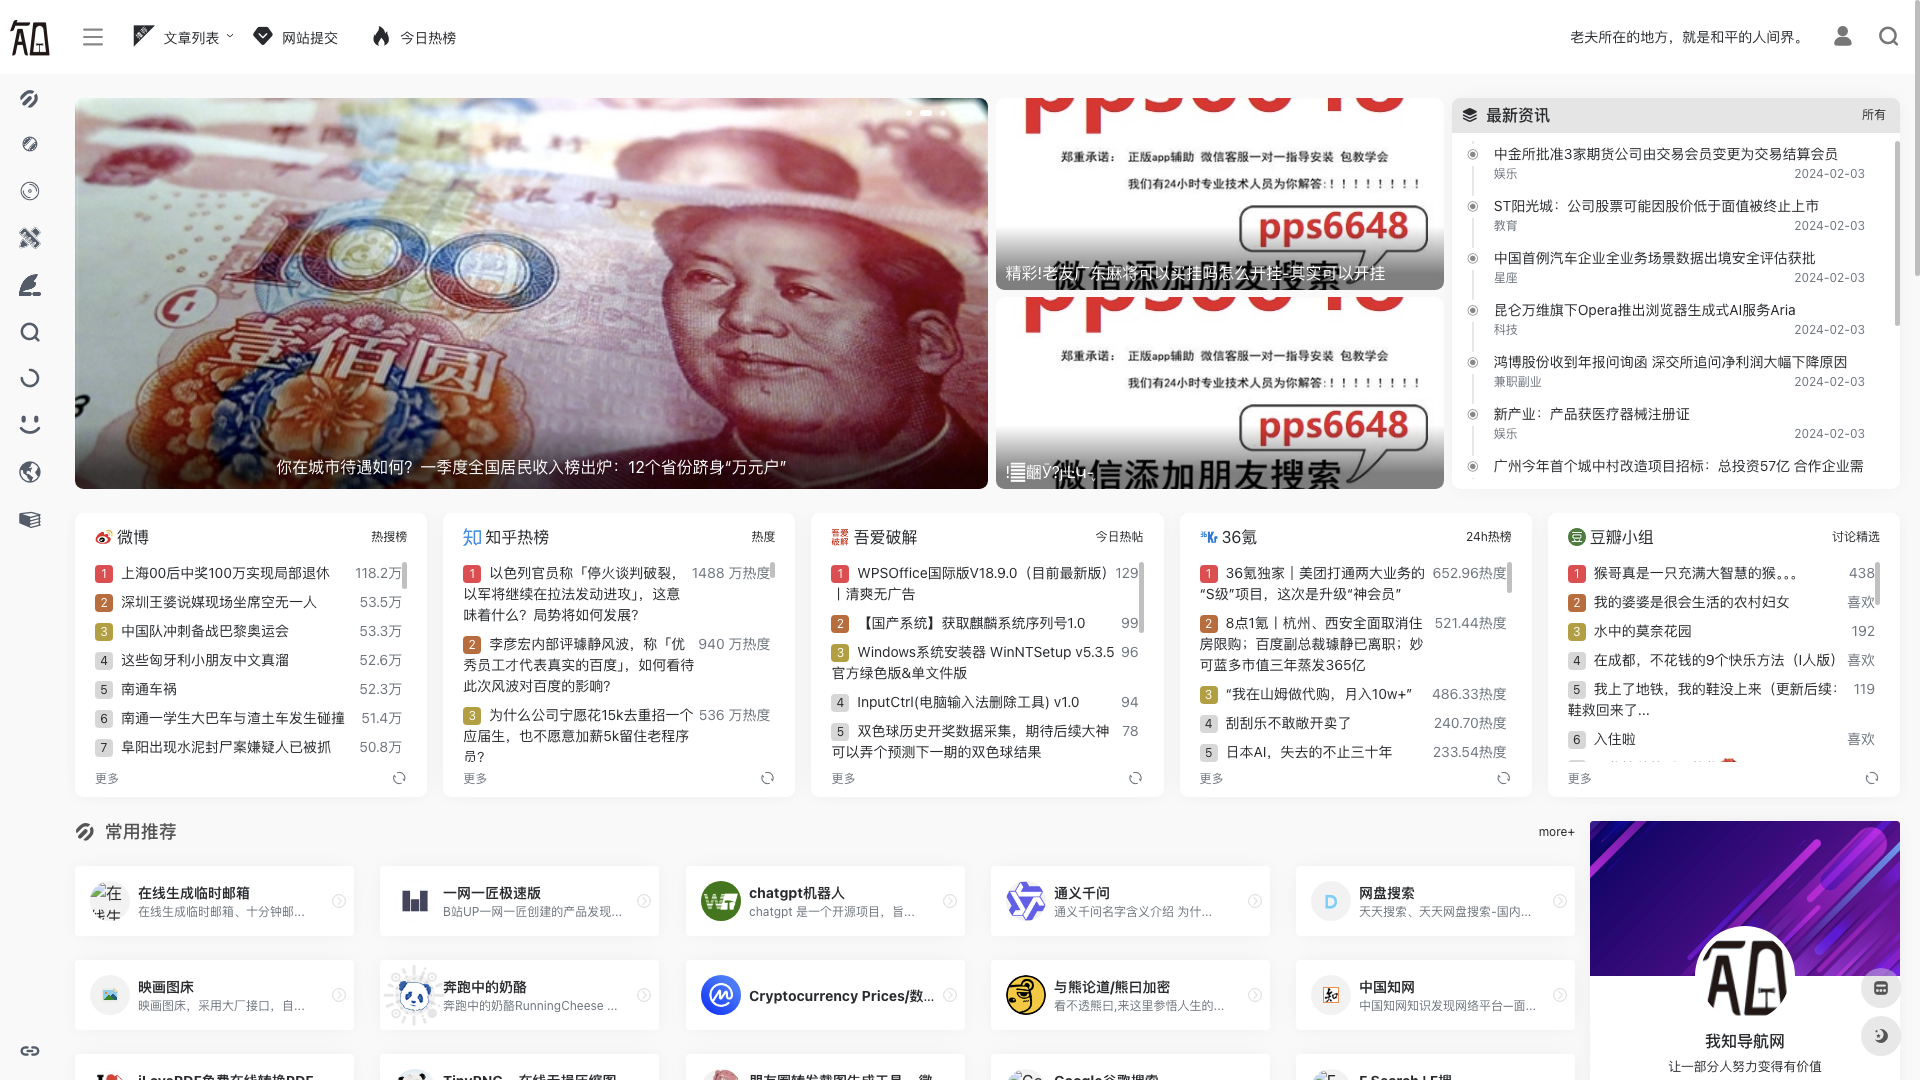 文章列表
网站提交
今日热榜
老夫所在的地方，就是和平的人间界。
你在城市待遇如何？一季度全国居民收入榜出炉：12个省份跻身“万元户”
郑重承诺： 正版app辅助 微信客服一对一指导安装 包教学会
我们有24小时专业技术人员为你解答:！！！！！！！！
pps6648
精彩!老友广东麻将可以买挂吗怎么开挂-其实可以开挂
郑重承诺： 正版app辅助 微信客服一对一指导安装 包教学会
我们有24小时专业技术人员为你解答:！！！！！！！！
pps6648
微信添加朋友搜索
最新资讯 所有
中金所批准3家期货公司由交易会员变更为交易结算会员
娱乐 2024-02-03
ST阳光城：公司股票可能因股价低于面值被终止上市
教育 2024-02-03
中国首例汽车企业全业务场景数据出境安全评估获批
星座 2024-02-03
昆仑万维旗下Opera推出浏览器生成式AI服务Aria
科技 2024-02-03
鸿博股份收到年报问询函 深交所追问净利润大幅下降原因
兼职副业 2024-02-03
新产业：产品获医疗器械注册证
娱乐 2024-02-03
广州今年首个城中村改造项目招标：总投资57亿 合作企业需
微博 热搜榜
1 上海00后中奖100万实现局部退休 118.2万
2 深圳王婆说媒现场坐席空无一人 53.5万
3 中国队冲刺备战巴黎奥运会 53.3万
4 这些匈牙利小朋友中文真溜 52.6万
5 南通车祸 52.3万
6 南通一学生大巴车与渣土车发生碰撞 51.4万
7 阜阳出现水泥封尸案嫌疑人已被抓 50.8万
更多
知 知乎热榜 热度
1 以色列官员称「停火谈判破裂， 1488 万热度
以军将继续在拉法发动进攻」，这意
味着什么？局势将如何发展？
2 李彦宏内部评璩静风波，称「优 940 万热度
秀员工才代表真实的百度」，如何看待
此次风波对百度的影响？
3 为什么公司宁愿花15k去重招一个 536 万热度
应届生，也不愿意加薪5k留住老程序
员？
更多
吾爱破解 吾爱破解 今日热帖
1 WPSOffice国际版V18.9.0（目前最新版） 129
丨清爽无广告
2 【国产系统】获取麒麟系统序列号1.0 99
3 Windows系统安装器 WinNTSetup v5.3.5 96
官方绿色版&单文件版
4 InputCtrl(电脑输入法删除工具) v1.0 94
5 双色球历史开奖数据采集，期待后续大神 78
可以弄个预测下一期的双色球结果
更多
36Kr 36氪 24h热榜
1 36氪独家丨美团打通两大业务的 652.96热度
“S级”项目，这次是升级“神会员”
2 8点1氪丨杭州、西安全面取消住 521.44热度
房限购；百度副总裁璩静已离职；妙
可蓝多市值三年蒸发365亿
3 “我在山姆做代购，月入10w+” 486.33热度
4 刮刮乐不敢敞开卖了 240.70热度
5 日本AI，失去的不止三十年 233.54热度
更多
豆 豆瓣小组 讨论精选
1 猴哥真是一只充满大智慧的猴。。。 438
2 我的婆婆是很会生活的农村妇女 喜欢
3 水中的莫奈花园 192
4 在成都，不花钱的9个快乐方法（I人版） 喜欢
5 我上了地铁，我的鞋没上来（更新后续： 119
鞋救回来了...
6 入住啦 喜欢
更多
常用推荐 more+
在线生成临时邮箱
在线生成临时邮箱、十分钟邮...
一网一匠极速版
B站UP一网一匠创建的产品发现...
chatgpt机器人
chatgpt 是一个开源项目，旨...
通义千问
通义千问名字含义介绍 为什...
D
网盘搜索
天天搜索、天天网盘搜索-国内...
映画图床
映画图床，采用大厂接口，自...
奔跑中的奶酪
奔跑中的奶酪RunningCheese ...
Cryptocurrency Prices/数...
与熊论道/熊曰加密
看不透熊曰,来这里参悟人生的...
知
中国知网
中国知网知识发现网络平台—面...
我知导航网
让一部分人努力变得有价值